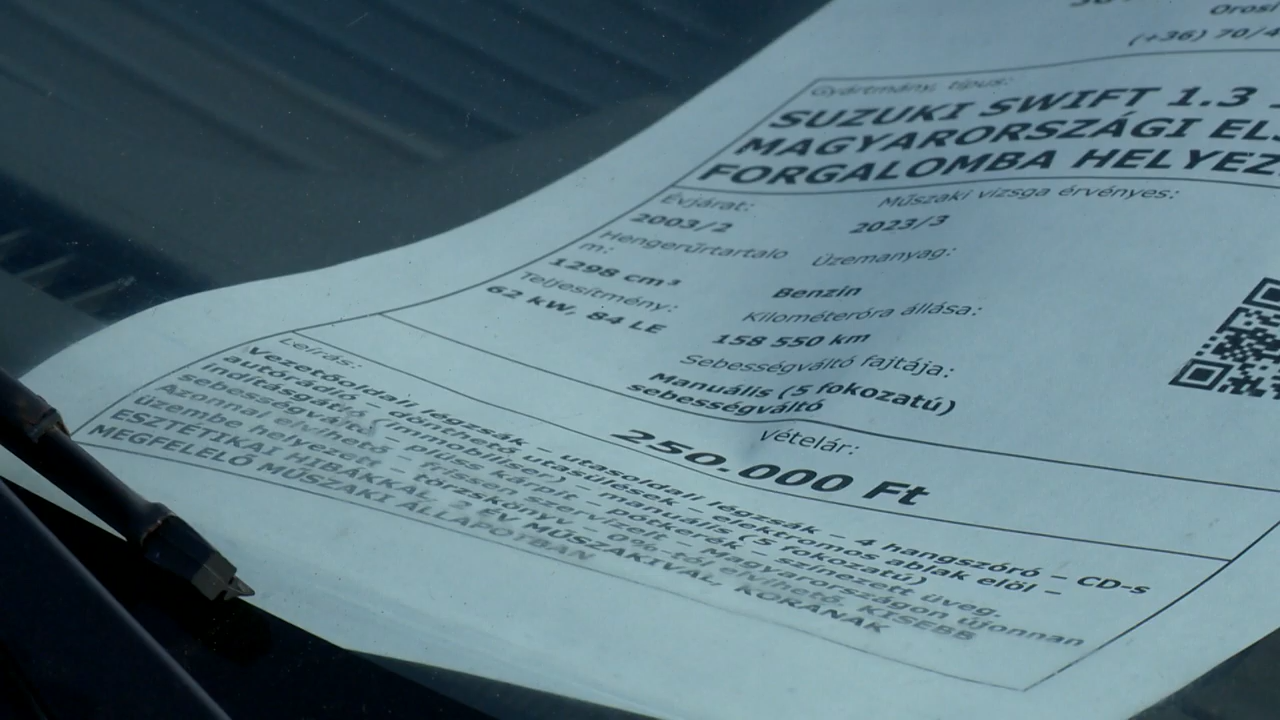 Orosi
(+36) 70/4
Gyártmány, típus:
SUZUKI SWIFT 1.3
MAGYARORSZÁGI ELS
FORGALOMBA HELYEZ
Évjárat: Műszaki vizsga érvényes:
2003/2 2023/3
Hengerűrtartalo Üzemanyag:
m:
1298 cm³ Benzin
Teljesítmény: Kilométeróra állása:
62 kW, 84 LE 158 550 km
Sebességváltó fajtája:
Manuális (5 fokozatú)
sebességváltó
Vételár:
250.000 Ft
Leírás:
Vezetőoldali légzsák – utasoldali légzsák – 4 hangszóró – CD-s
autórádió – dönthető utasülések – elektromos ablak elöl –
indításgátló (immobiliser) – manuális (5 fokozatú)
sebességváltó – plüss kárpit – pótkerék – színezett üveg.
Azonnal elvihető – frissen szervizelt – Magyarországon újonnan
üzembe helyezett – törzskönyv – 0%-tól elvihető. KISEBB
ESZTÉTIKAI HIBÁKKAL, 2 ÉV MŰSZAKIVAL, KORÁNAK
MEGFELELŐ MŰSZAKI ÁLLAPOTBAN